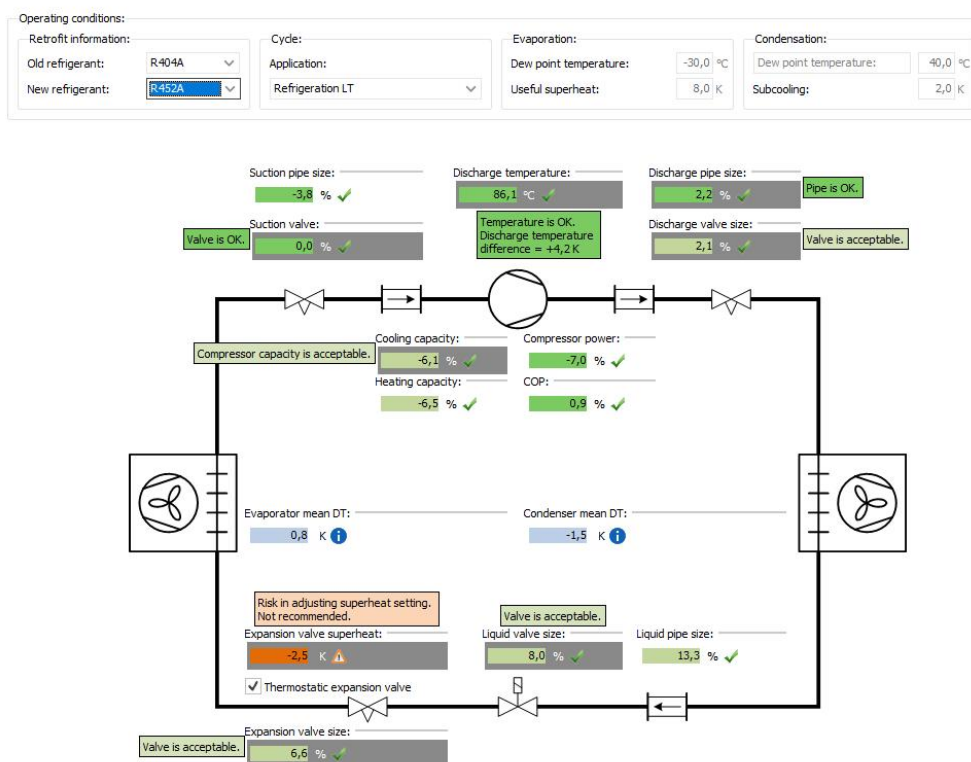 Operating conditions:
Retrofit information:
Old refrigerant: R404A
New refrigerant: R452A
Cycle:
Application:
Refrigeration LT
Evaporation:
Dew point temperature: -30,0 °C
Useful superheat: 8,0 K
Condensation:
Dew point temperature: 40,0 °C
Subcooling: 2,0 K
Suction pipe size:
-3,8 %
Discharge temperature:
86,1 °C
Discharge pipe size:
2,2 %
Pipe is OK.
Valve is OK.
Suction valve:
0,0 %
Temperature is OK.
Discharge temperature
difference = +4,2 K
Discharge valve size:
2,1 %
Valve is acceptable.
Compressor capacity is acceptable.
Cooling capacity:
-6,1 %
Compressor power:
-7,0 %
Heating capacity:
-6,5 %
COP:
0,9 %
Evaporator mean DT:
0,8 K
Condenser mean DT:
-1,5 K
Risk in adjusting superheat setting.
Not recommended.
Expansion valve superheat:
-2,5 K
Thermostatic expansion valve
Valve is acceptable.
Liquid valve size:
8,0 %
Liquid pipe size:
13,3 %
Valve is acceptable.
Expansion valve size:
6,6 %